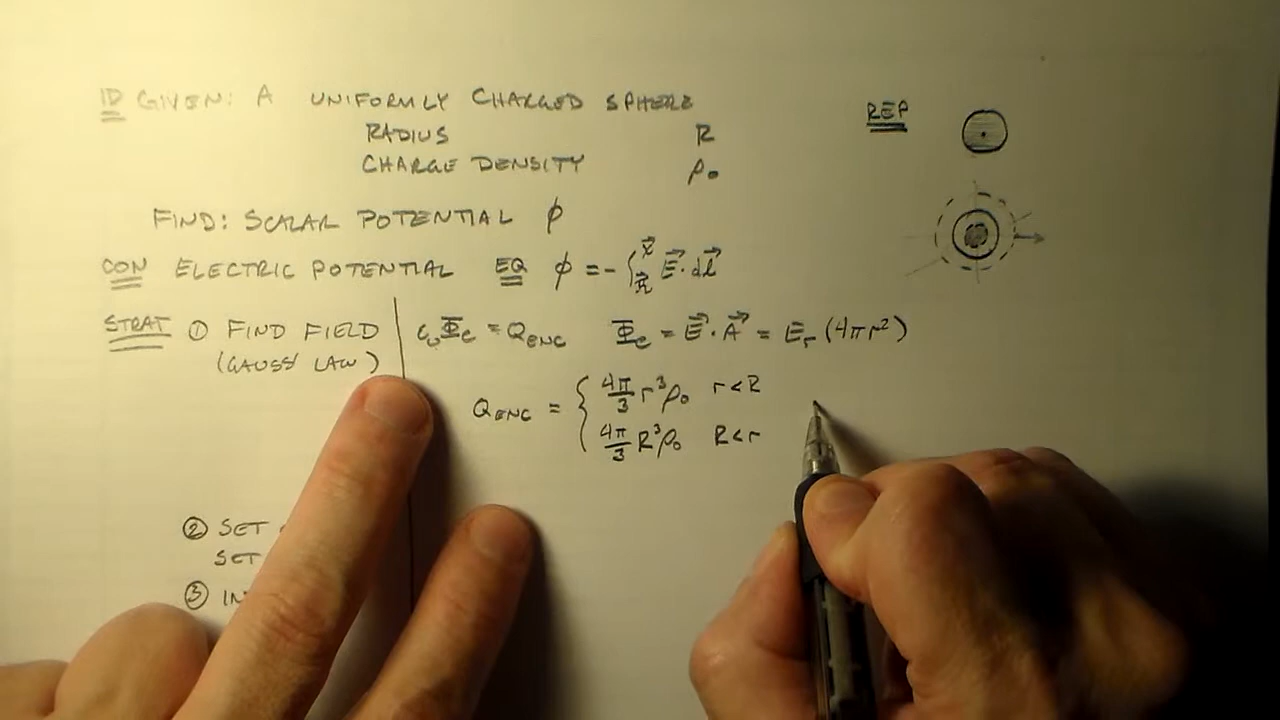 ID GIVEN: A UNIFORMLY CHARGED SPHERE
RADIUS R
CHARGE DENSITY ρ₀
REP
FIND: SCALAR POTENTIAL ϕ
CON ELECTRIC POTENTIAL EQ ϕ = -∫ E⃗·dl⃗
STRAT ① FIND FIELD
(GAUSS LAW)
ε₀Φₑ = Q_ENC Φₑ = E⃗·A⃗ = Eᵣ(4πr²)
Q_ENC = { 4π/3 r³ρ₀ r<R
4π/3 R³ρ₀ R<r
② SET
SET
③